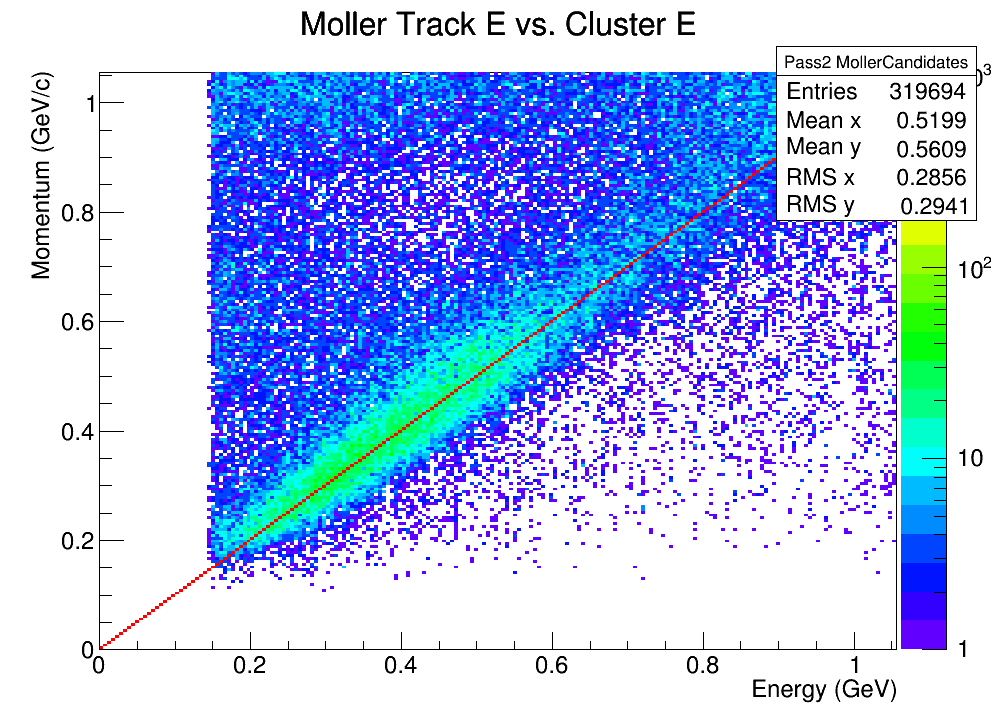 Moller Track E vs. Cluster E
Pass2 MollerCandidates
Entries 319694
Mean x 0.5199
Mean y 0.5609
RMS x 0.2856
RMS y 0.2941
Momentum (GeV/c)
1
0.8
0.6
0.4
0.2
0
0 0.2 0.4 0.6 0.8 1
Energy (GeV)
10²
10
1